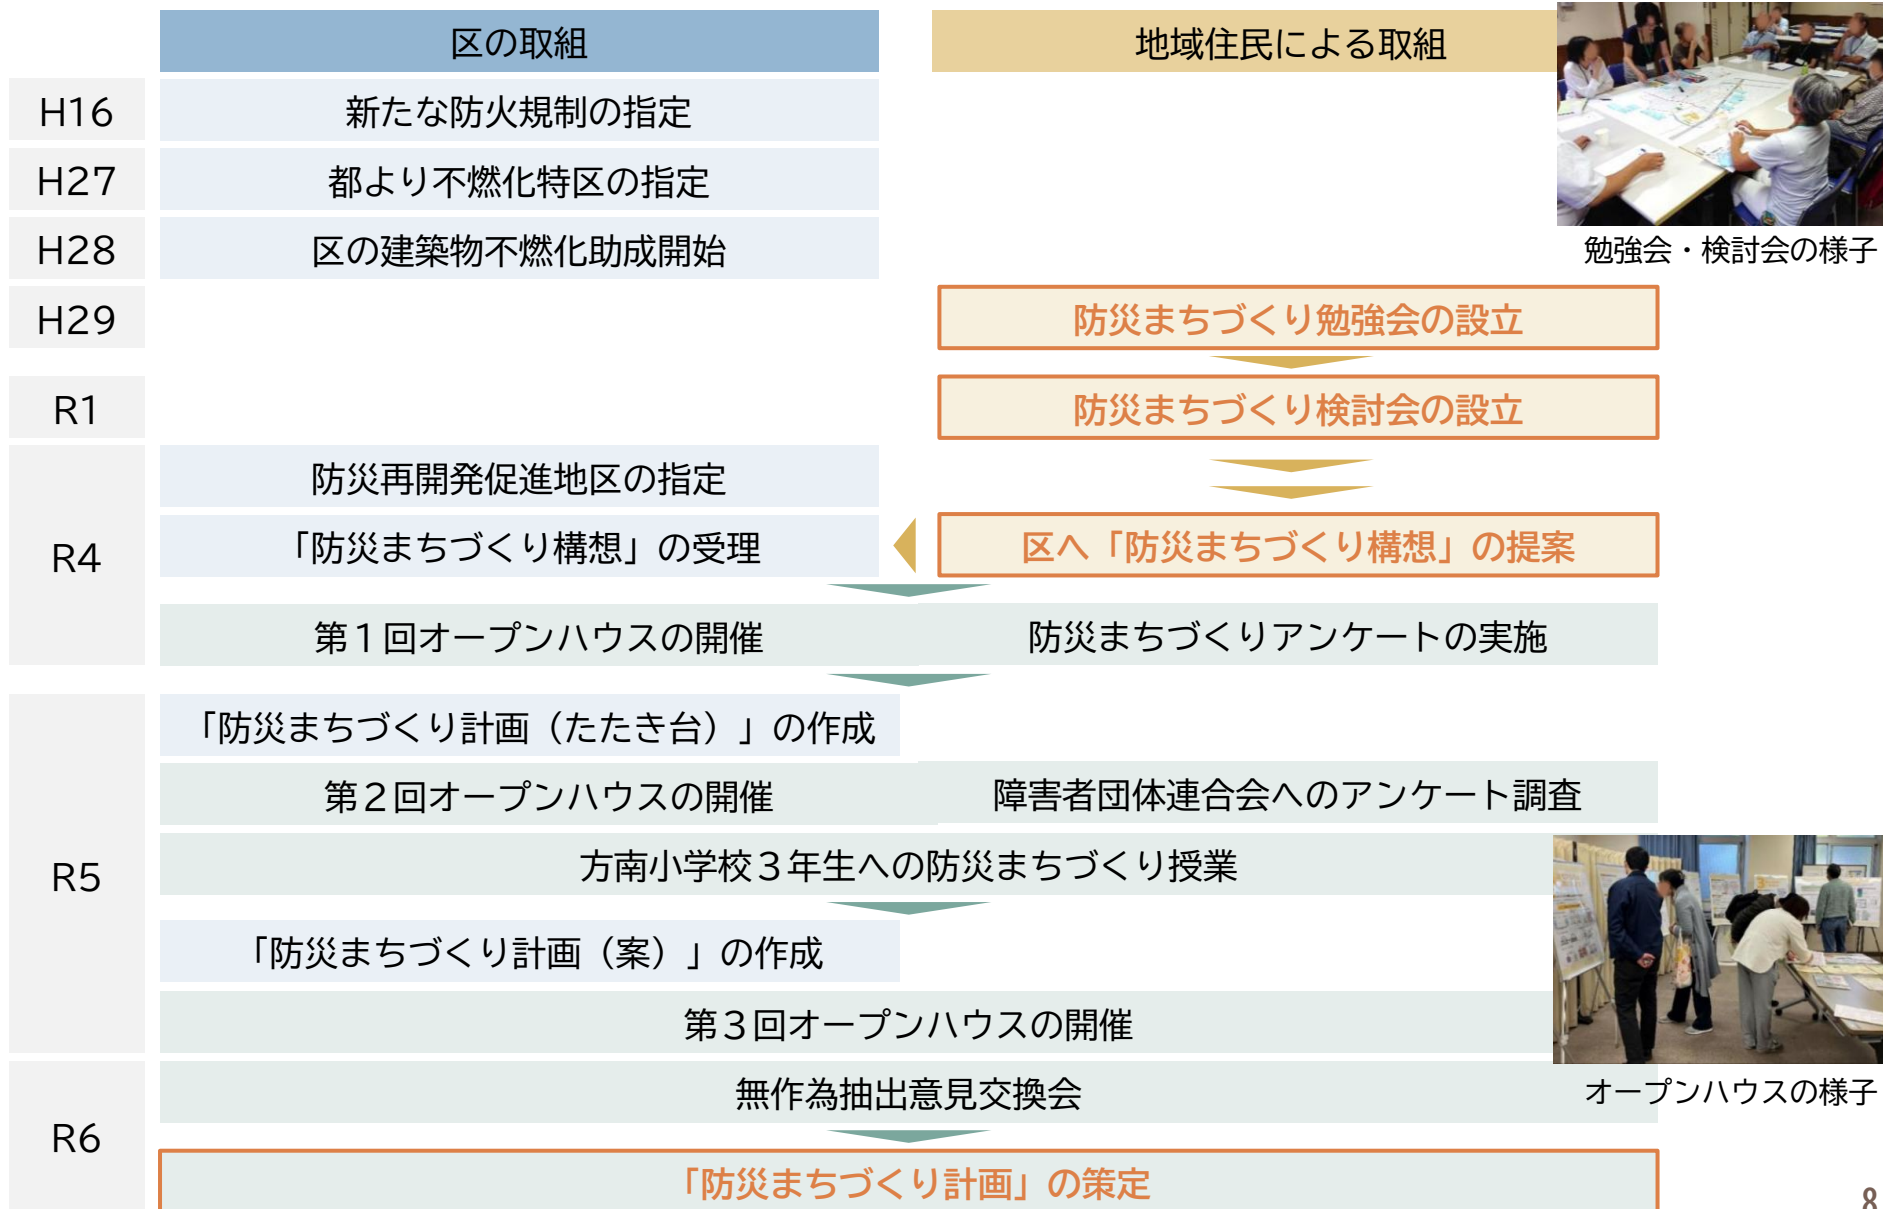 区の取組
地域住民による取組
H16
新たな防火規制の指定
H27
都より不燃化特区の指定
H28
区の建築物不燃化助成開始
勉強会・検討会の様子
H29
防災まちづくり勉強会の設立
R1
防災まちづくり検討会の設立
R4
防災再開発促進地区の指定
「防災まちづくり構想」の受理
区へ「防災まちづくり構想」の提案
第1回オープンハウスの開催
防災まちづくりアンケートの実施
R5
「防災まちづくり計画（たたき台）」の作成
第2回オープンハウスの開催
障害者団体連合会へのアンケート調査
方南小学校3年生への防災まちづくり授業
「防災まちづくり計画（案）」の作成
第3回オープンハウスの開催
オープンハウスの様子
R6
無作為抽出意見交換会
「防災まちづくり計画」の策定
8